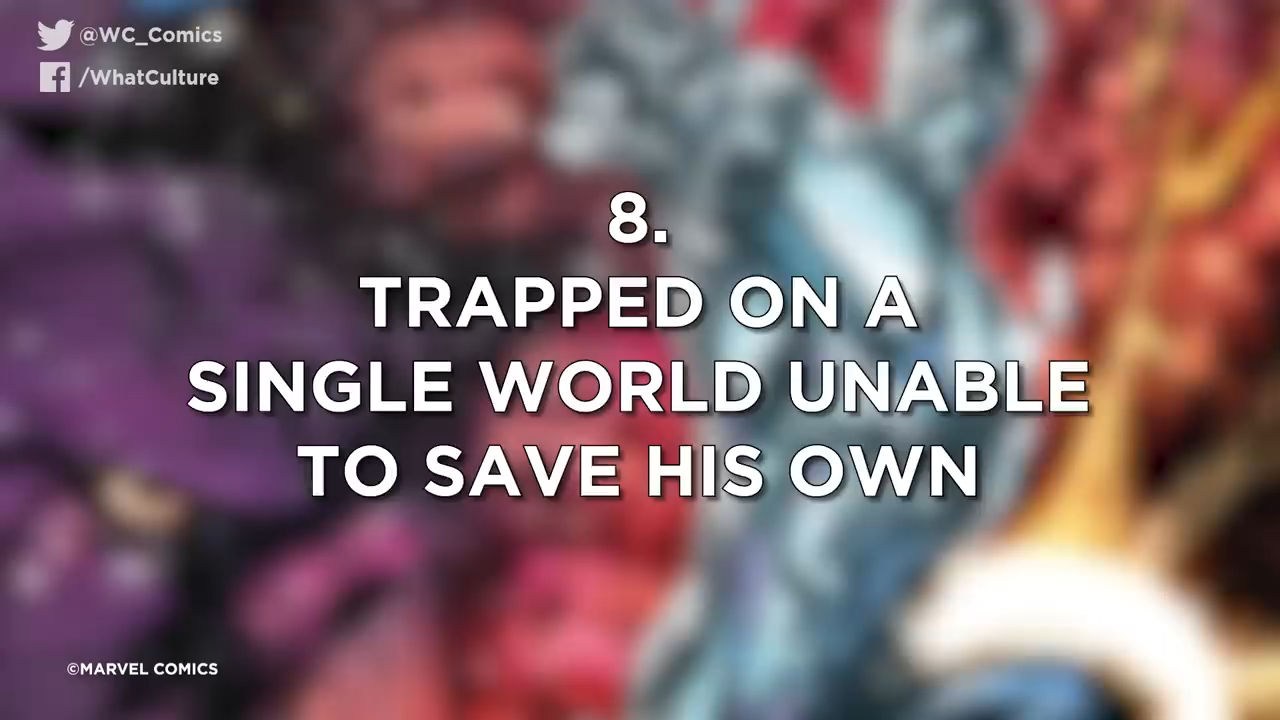 @WC_Comics
/WhatCulture
8.
TRAPPED ON A
SINGLE WORLD UNABLE
TO SAVE HIS OWN
©MARVEL COMICS